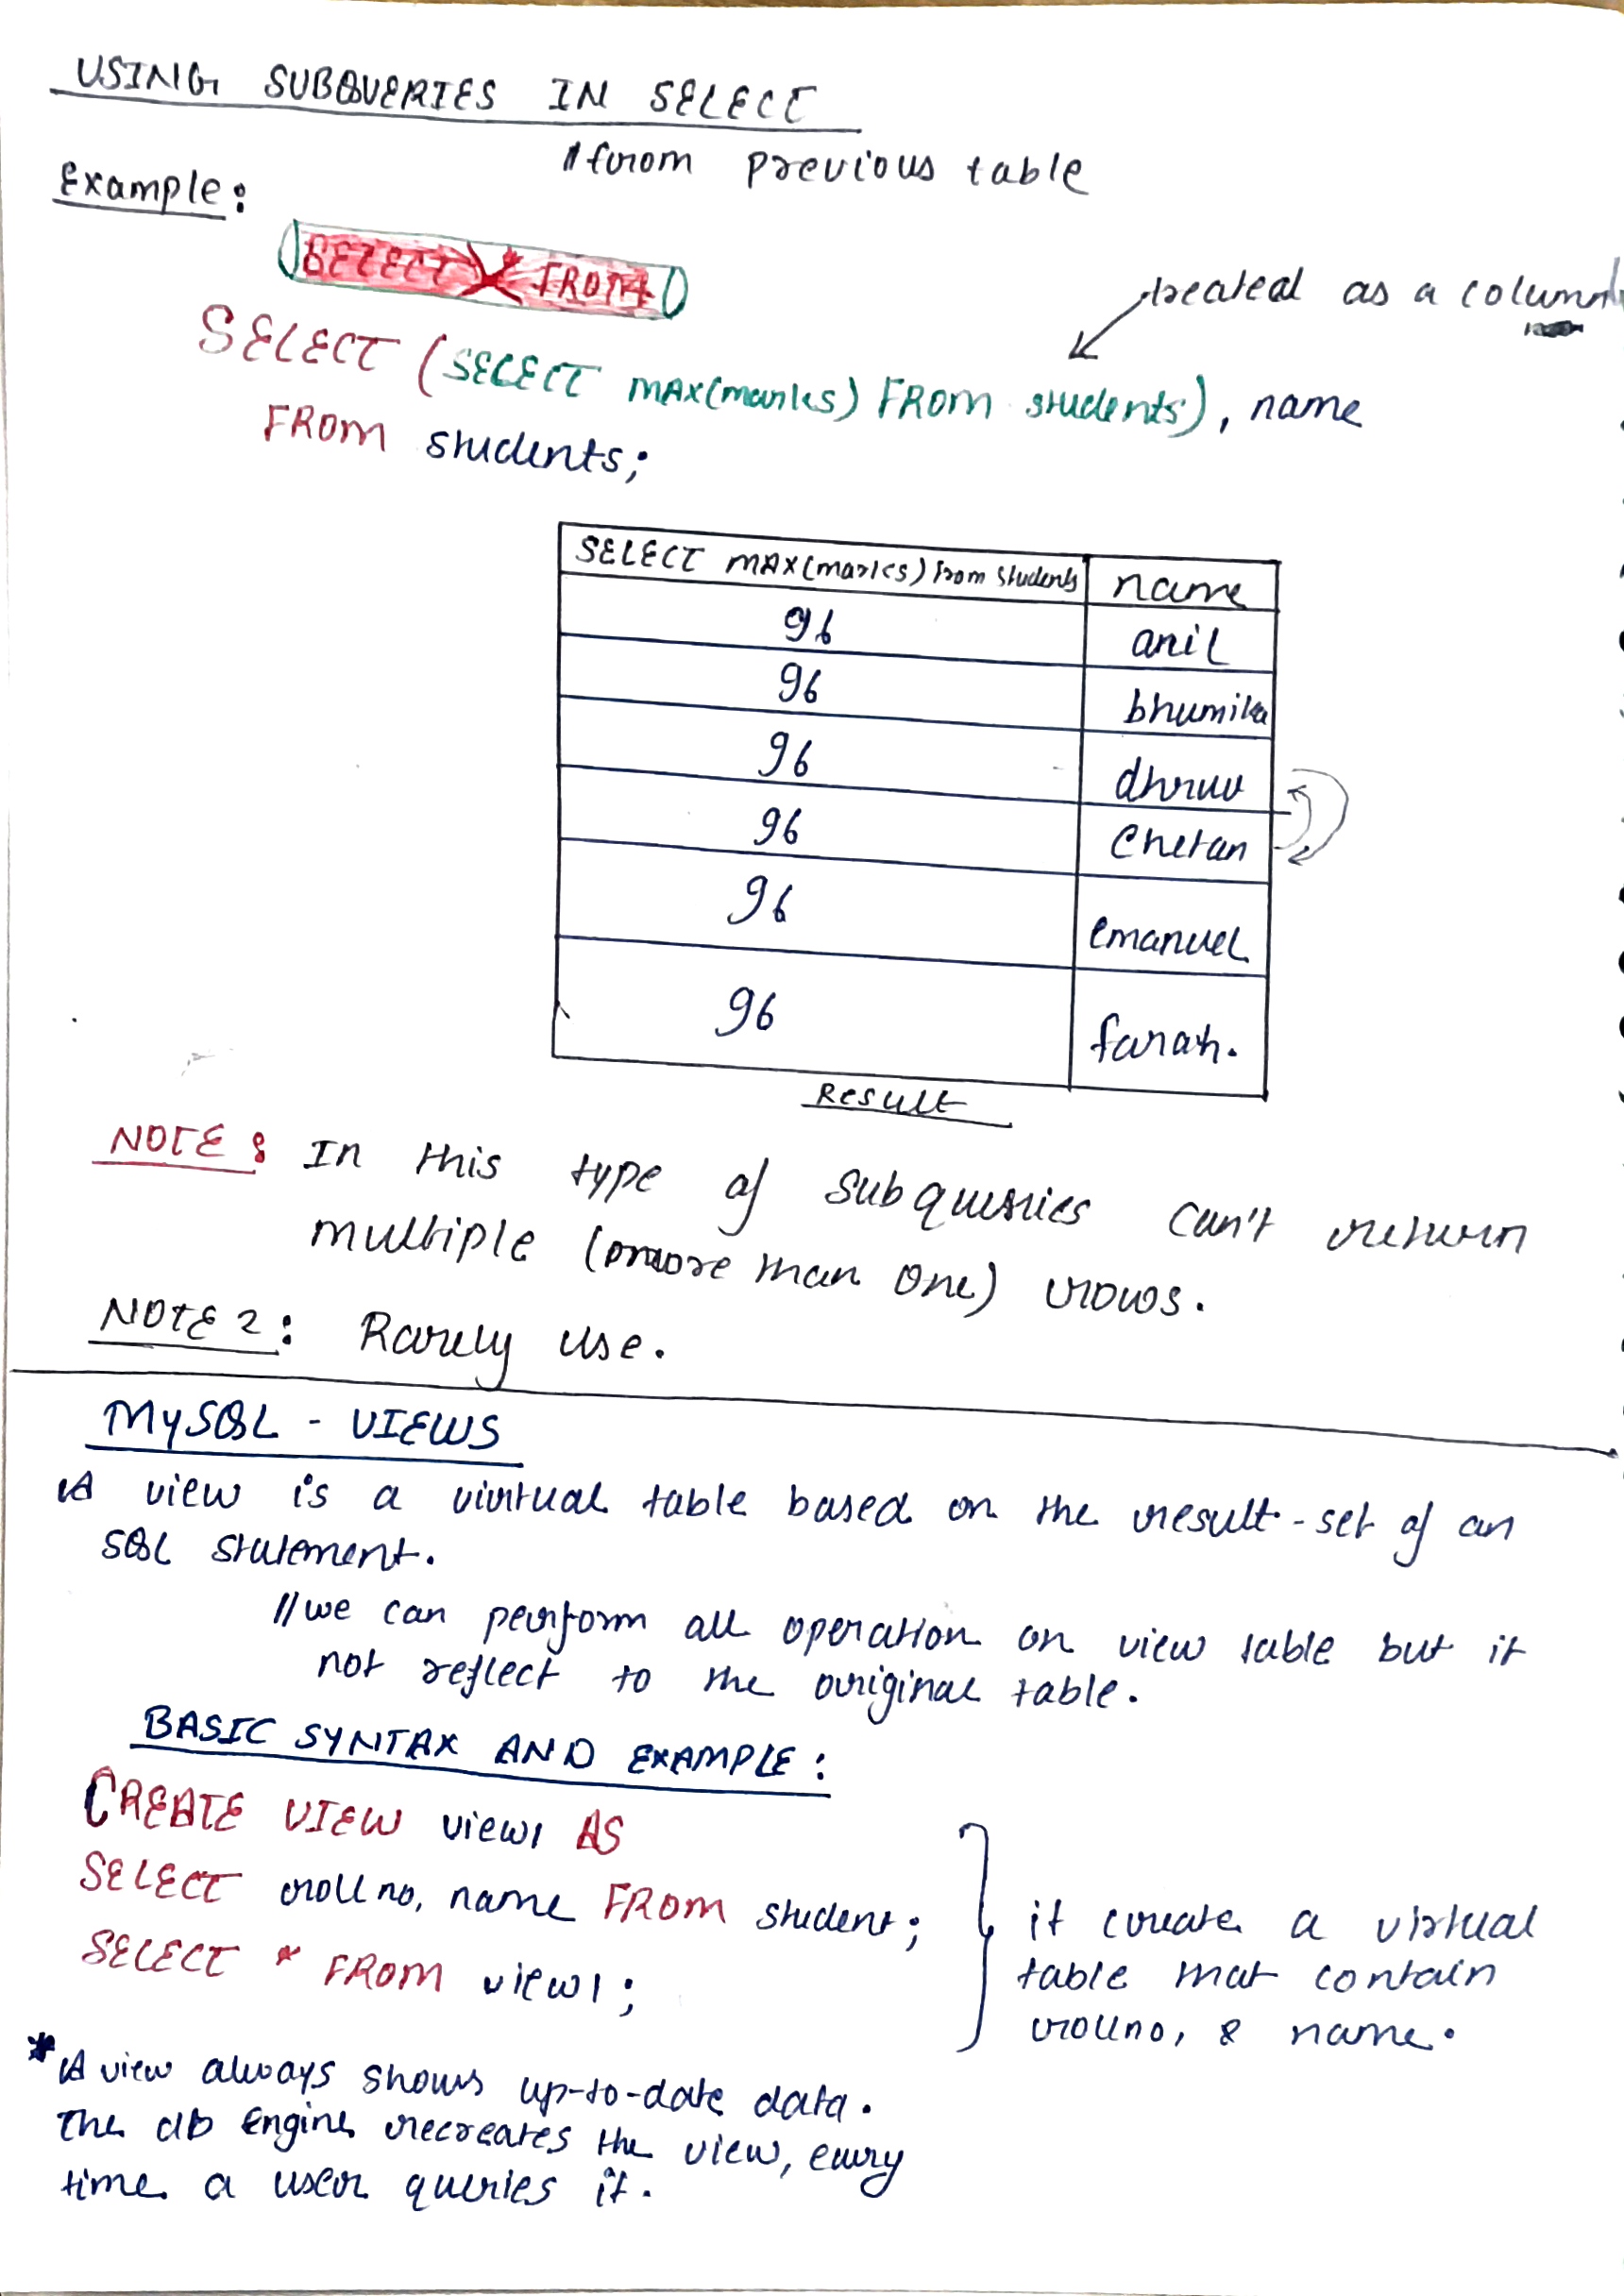 USING SUBQUERIES IN SELECT
// from previous table
Example:
SELECT * FROM
treated as a column
SELECT (SELECT MAX(marks) FROM students), name
FROM students;
SELECT MAX(marks) from students name
96 anil
96 bhumika
96 dhruv
96 Chetan
96 emanuel
96 farah.
Result
NOTE: In this type of subqueries can't return
multiple (more than one) rows.
NOTE 2: Rarely use.
MySQL - VIEWS
A view is a virtual table based on the result-set of an
SQL statement.
// we can perform all operation on view table but it
not reflect to the original table.
BASIC SYNTAX AND EXAMPLE:
CREATE VIEW view1 AS
SELECT rollno, name FROM student;
SELECT * FROM view1;
it create a virtual
table that contain
rollno, & name.
* A view always shows up-to-date data.
The db Engine recreates the view, every
time a user queries it.